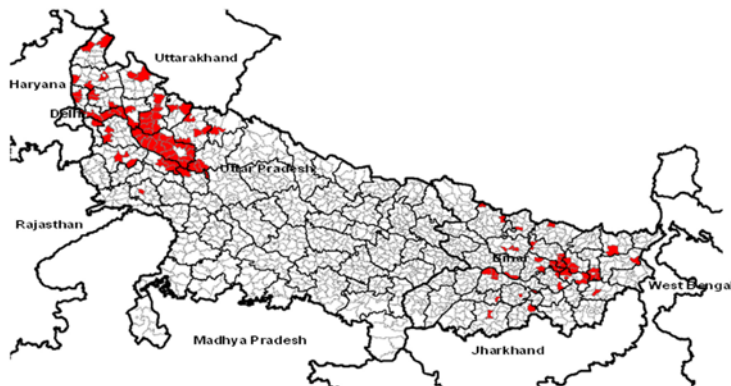 Uttarakhand
Haryana
Delhi
Uttar Pradesh
Rajasthan
Bihar
West Bengal
Madhya Pradesh
Jharkhand